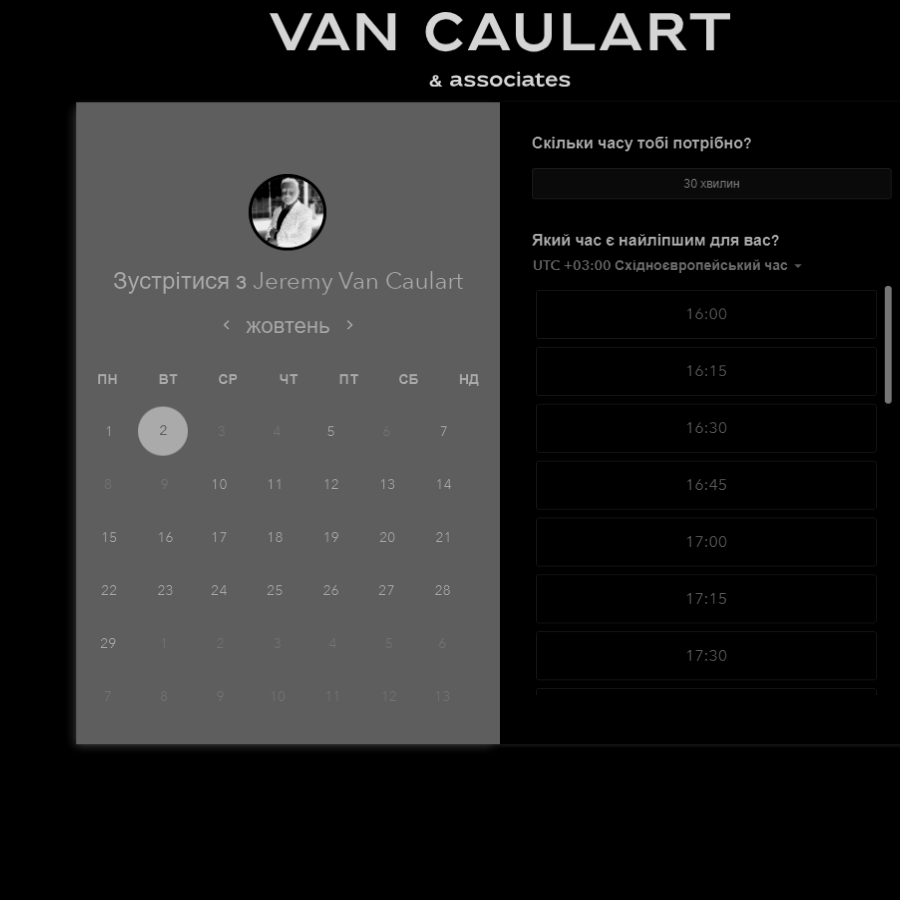 VAN CAULART
& associates
Зустрітися з Jeremy Van Caulart
жовтень
ПН ВТ СР ЧТ ПТ СБ НД
1 2 3 4 5 6 7
8 9 10 11 12 13 14
15 16 17 18 19 20 21
22 23 24 25 26 27 28
29 1 2 3 4 5 6
7 8 9 10 11 12 13
Скільки часу тобі потрібно?
30 хвилин
Який час є найліпшим для вас?
UTC +03:00 Східноєвропейський час
16:00
16:15
16:30
16:45
17:00
17:15
17:30